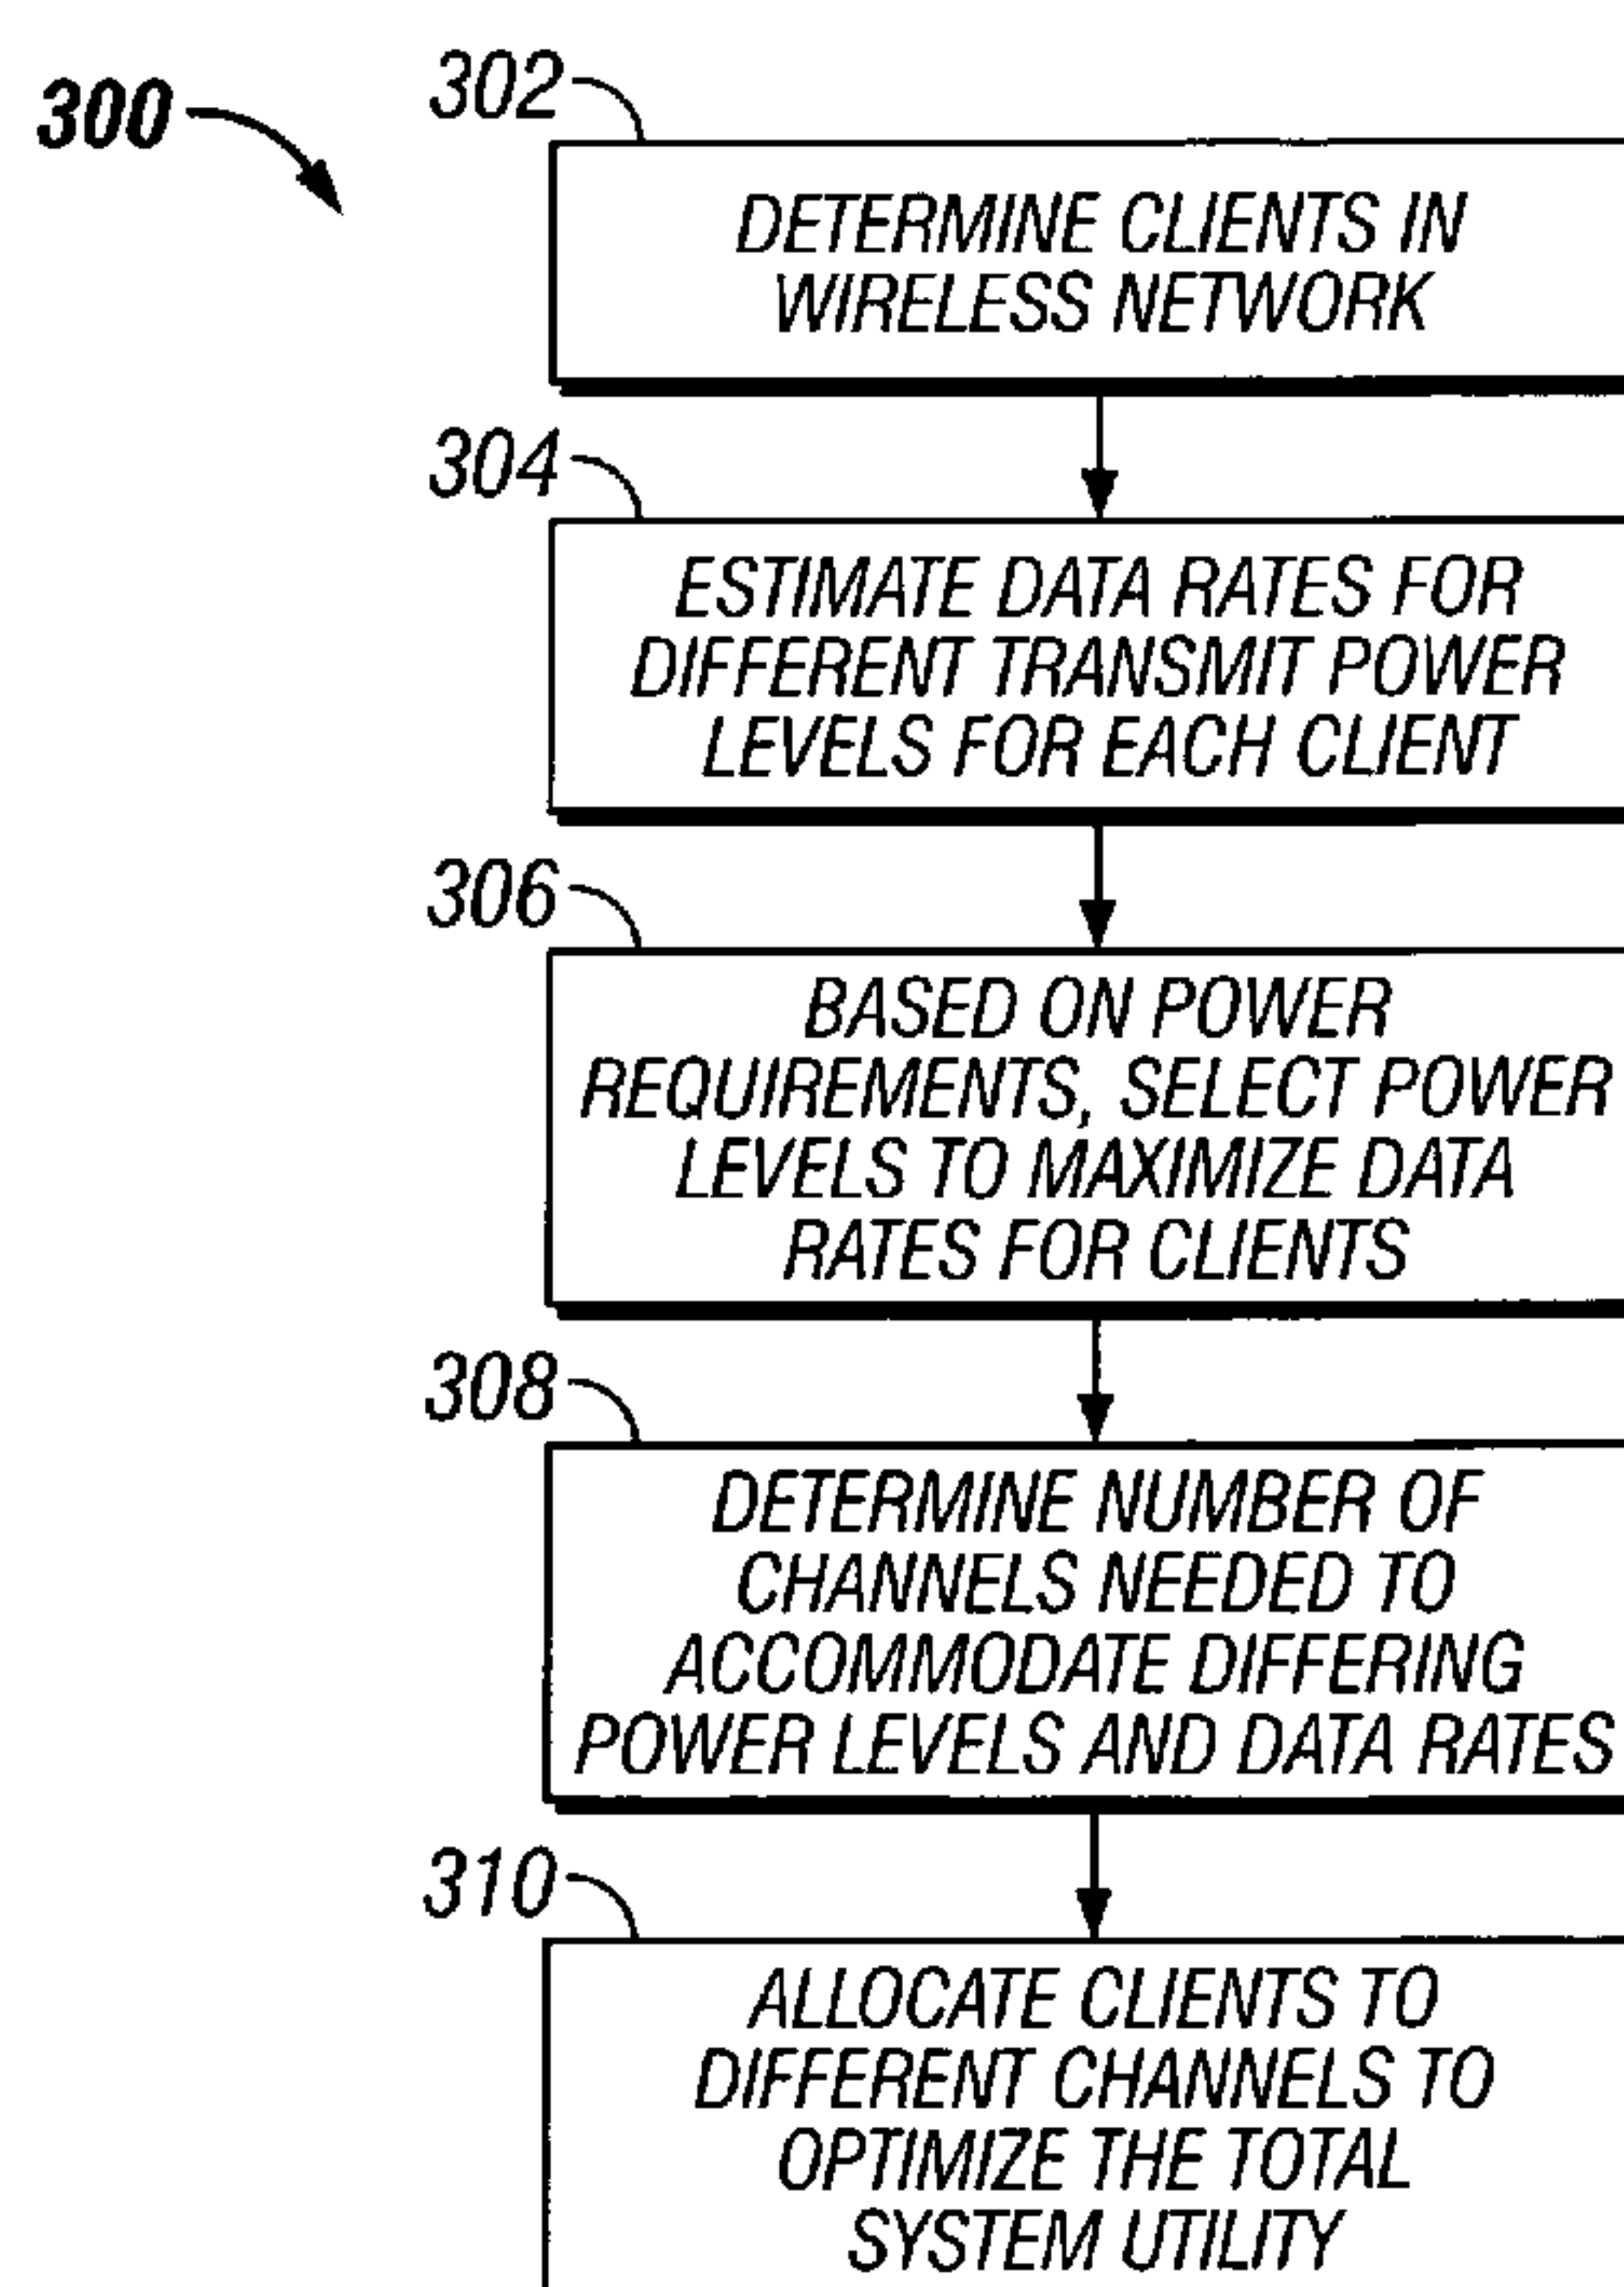 300
302
DETERMINE CLIENTS IN
WIRELESS NETWORK
304
ESTIMATE DATA RATES FOR
DIFFERENT TRANSMIT POWER
LEVELS FOR EACH CLIENT
306
BASED ON POWER
REQUIREMENTS, SELECT POWER
LEVELS TO MAXIMIZE DATA
RATES FOR CLIENTS
308
DETERMINE NUMBER OF
CHANNELS NEEDED TO
ACCOMMODATE DIFFERING
POWER LEVELS AND DATA RATES
310
ALLOCATE CLIENTS TO
DIFFERENT CHANNELS TO
OPTIMIZE THE TOTAL
SYSTEM UTILITY